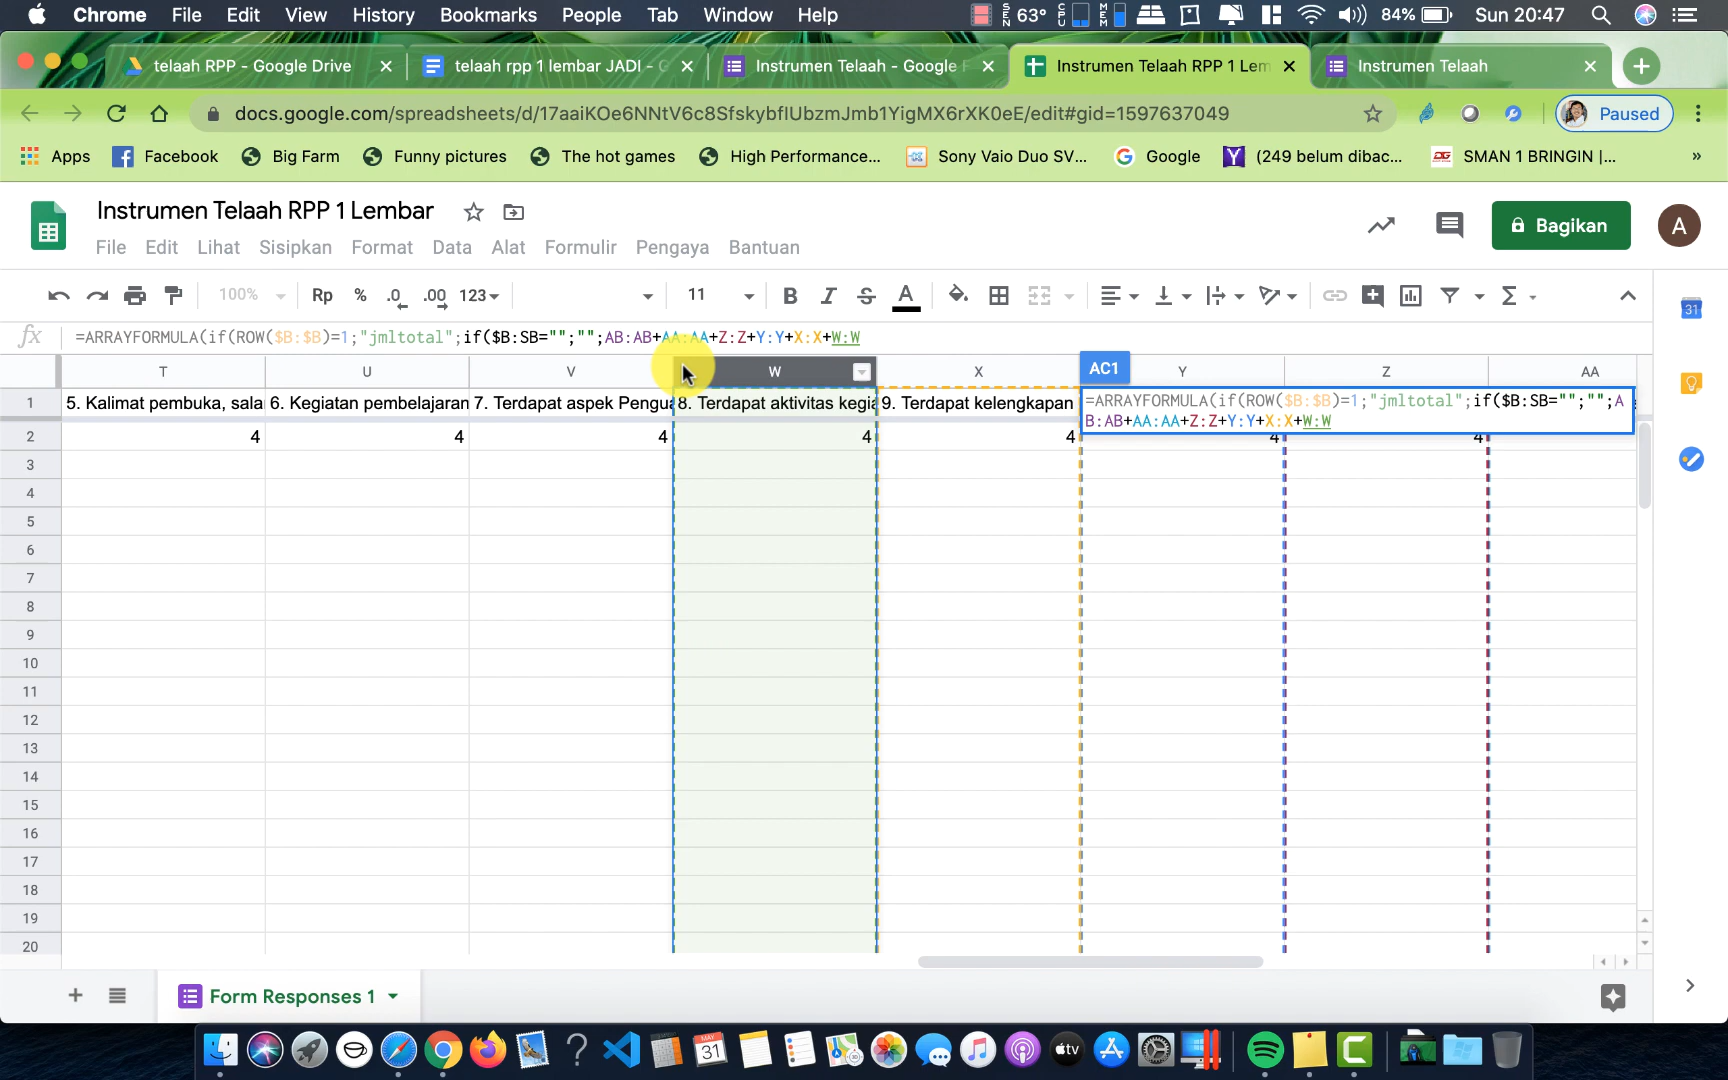 Chrome File Edit View History Bookmarks People Tab Window Help 63° 84% Sun 20:47
telaah RPP - Google Drive telaah rpp 1 lembar JADI - G Instrumen Telaah - Google F Instrumen Telaah RPP 1 Lem Instrumen Telaah
docs.google.com/spreadsheets/d/17aaiKOe6NNtV6c8SfskybfIUbzmJmb1YigMX6rXK0eE/edit#gid=1597637049 Paused
Apps Facebook Big Farm Funny pictures The hot games High Performance... Sony Vaio Duo SV... Google (249 belum dibac... SMAN 1 BRINGIN |... »
Instrumen Telaah RPP 1 Lembar Bagikan A
File Edit Lihat Sisipkan Format Data Alat Formulir Pengaya Bantuan
100% Rp % .0 .00 123 11 B I S A Σ
fx =ARRAYFORMULA(if(ROW($B:$B)=1;"jmltotal";if($B:SB="";"";AB:AB+AA:AA+Z:Z+Y:Y+X:X+W:W
T U V W X AC1 Y Z AA
1 5. Kalimat pembuka, sala 6. Kegiatan pembelajaran 7. Terdapat aspek Pengua 8. Terdapat aktivitas kegia 9. Terdapat kelengkapan =ARRAYFORMULA(if(ROW($B:$B)=1;"jmltotal";if($B:SB="";"";A
B:AB+AA:AA+Z:Z+Y:Y+X:X+W:W
2 4 4 4 4 4 4 4
3
4
5
6
7
8
9
10
11
12
13
14
15
16
17
18
19
20
Form Responses 1
MAY 31 tv